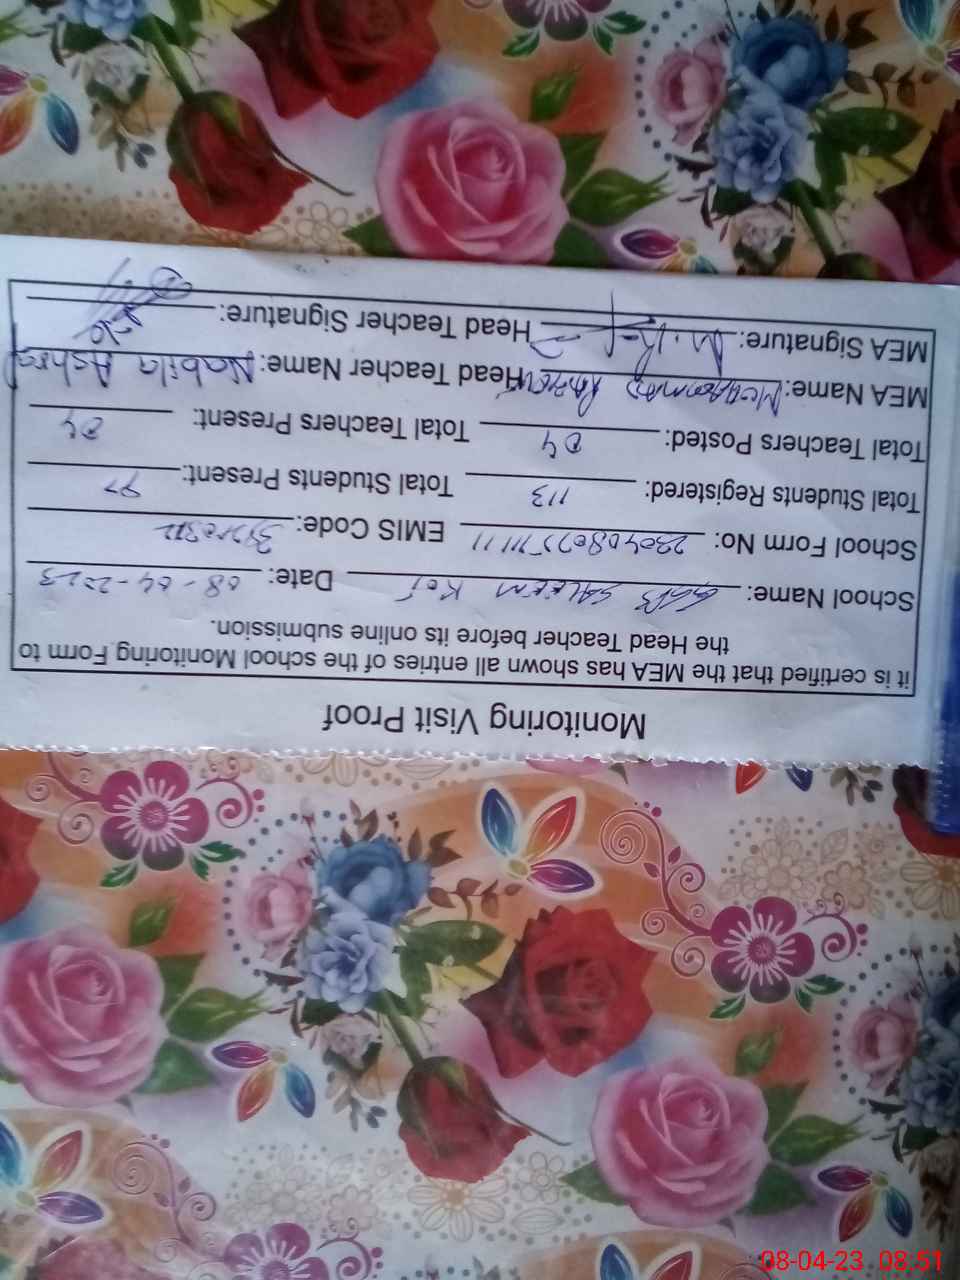 Monitoring Visit Proof
it is certified that the MEA has shown all entries of the school Monitoring Form to
the Head Teacher before its online submission.
School Name: SALEEM KOT Date: 08-04-2023
School Form No: EMIS Code:
Total Students Registered: 113 Total Students Present: 97
Total Teachers Posted: 04 Total Teachers Present: 04
MEA Name: Head Teacher Name: Nabila Ashraf
MEA Signature: Head Teacher Signature:
08-04-23 08:51